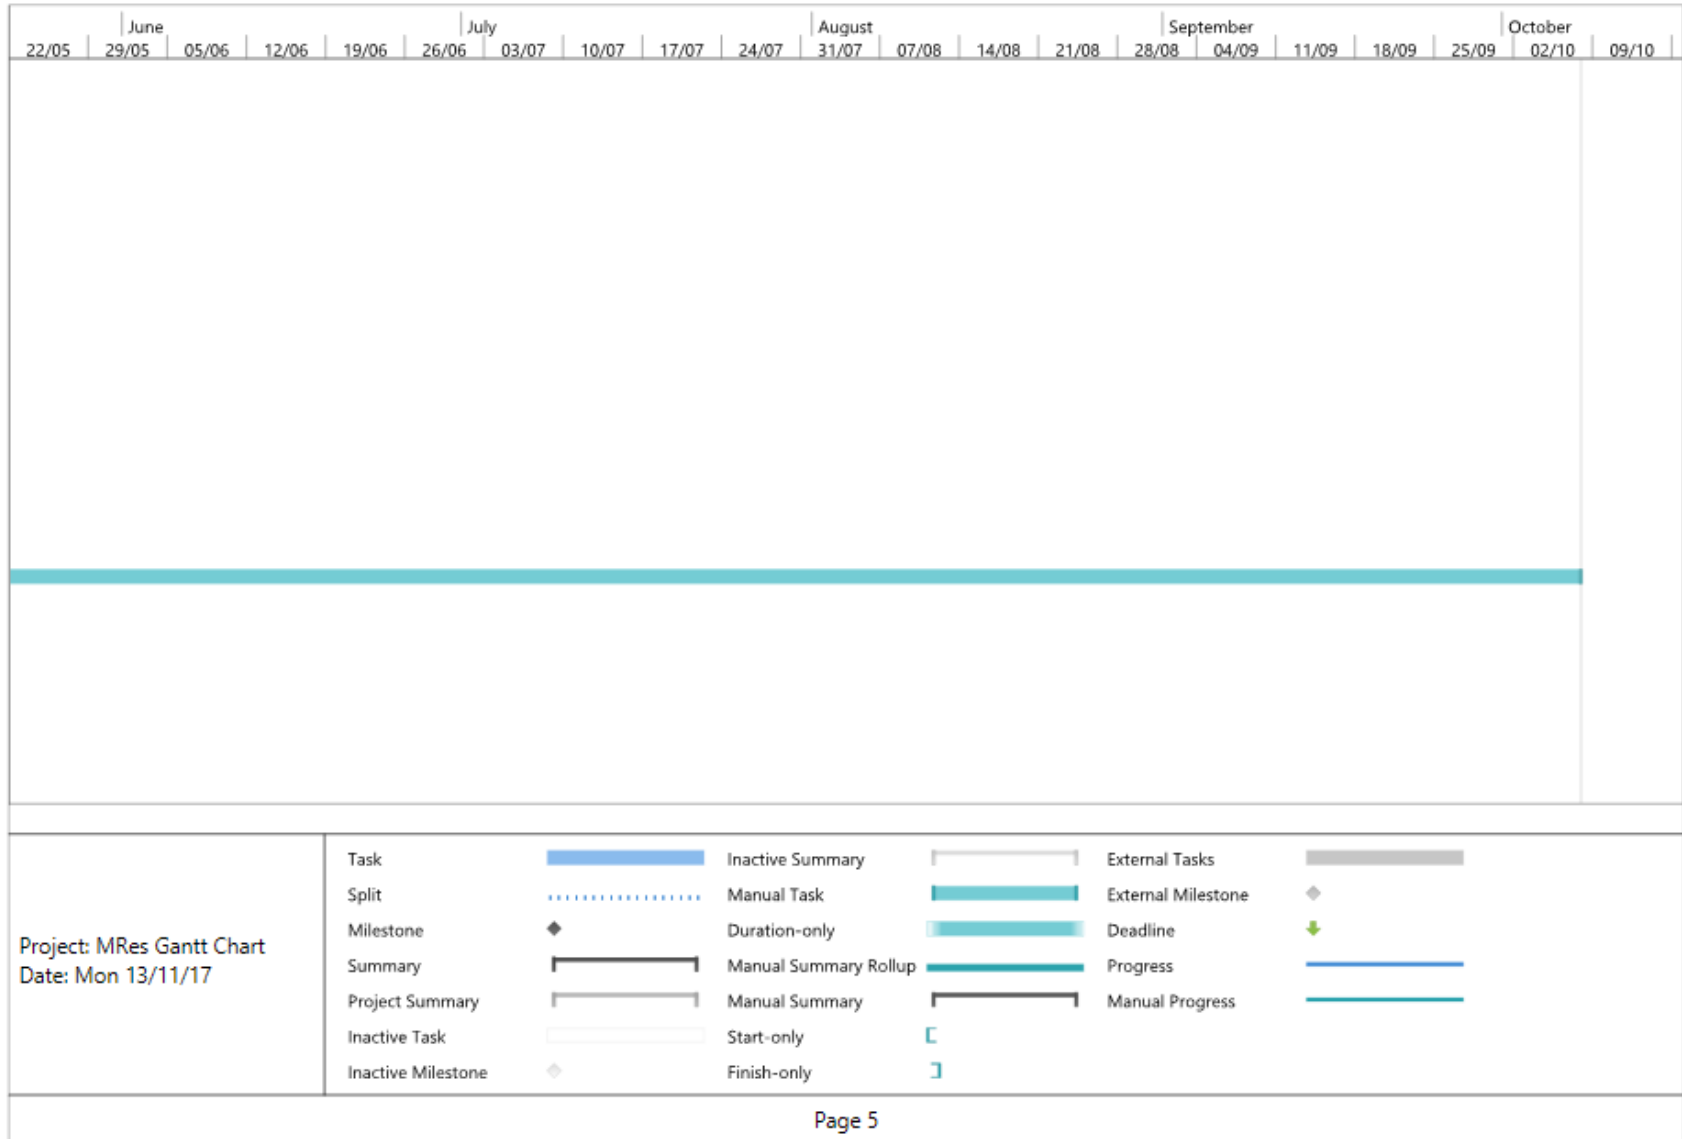 June July August September October
22/05 29/05 05/06 12/06 19/06 26/06 03/07 10/07 17/07 24/07 31/07 07/08 14/08 21/08 28/08 04/09 11/09 18/09 25/09 02/10 09/10
Project: MRes Gantt Chart
Date: Mon 13/11/17
Task
Split
Milestone
Summary
Project Summary
Inactive Task
Inactive Milestone
Inactive Summary
Manual Task
Duration-only
Manual Summary Rollup
Manual Summary
Start-only
Finish-only
External Tasks
External Milestone
Deadline
Progress
Manual Progress
Page 5